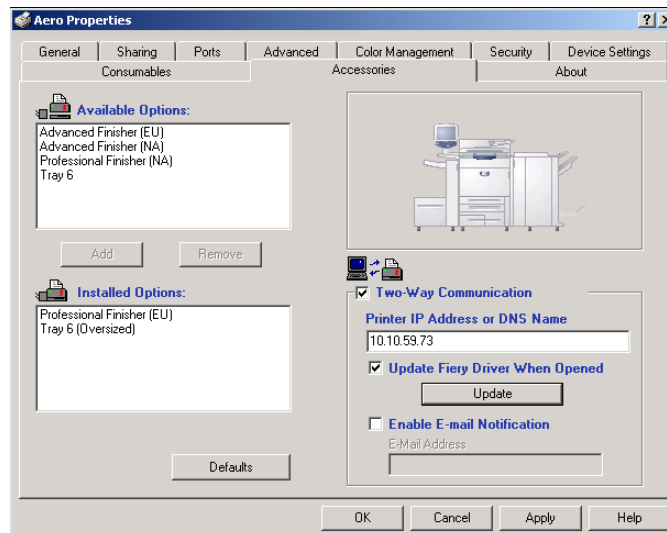 Aero Properties
General
Sharing
Ports
Advanced
Color Management
Security
Device Settings
Consumables
Accessories
About
Available Options:
Advanced Finisher (EU)
Advanced Finisher (NA)
Professional Finisher (NA)
Tray 6
Add
Remove
Installed Options:
Professional Finisher (EU)
Tray 6 (Oversized)
Defaults
Two-Way Communication
Printer IP Address or DNS Name
10.10.59.73
Update Fiery Driver When Opened
Update
Enable E-mail Notification
E-Mail Address
OK
Cancel
Apply
Help